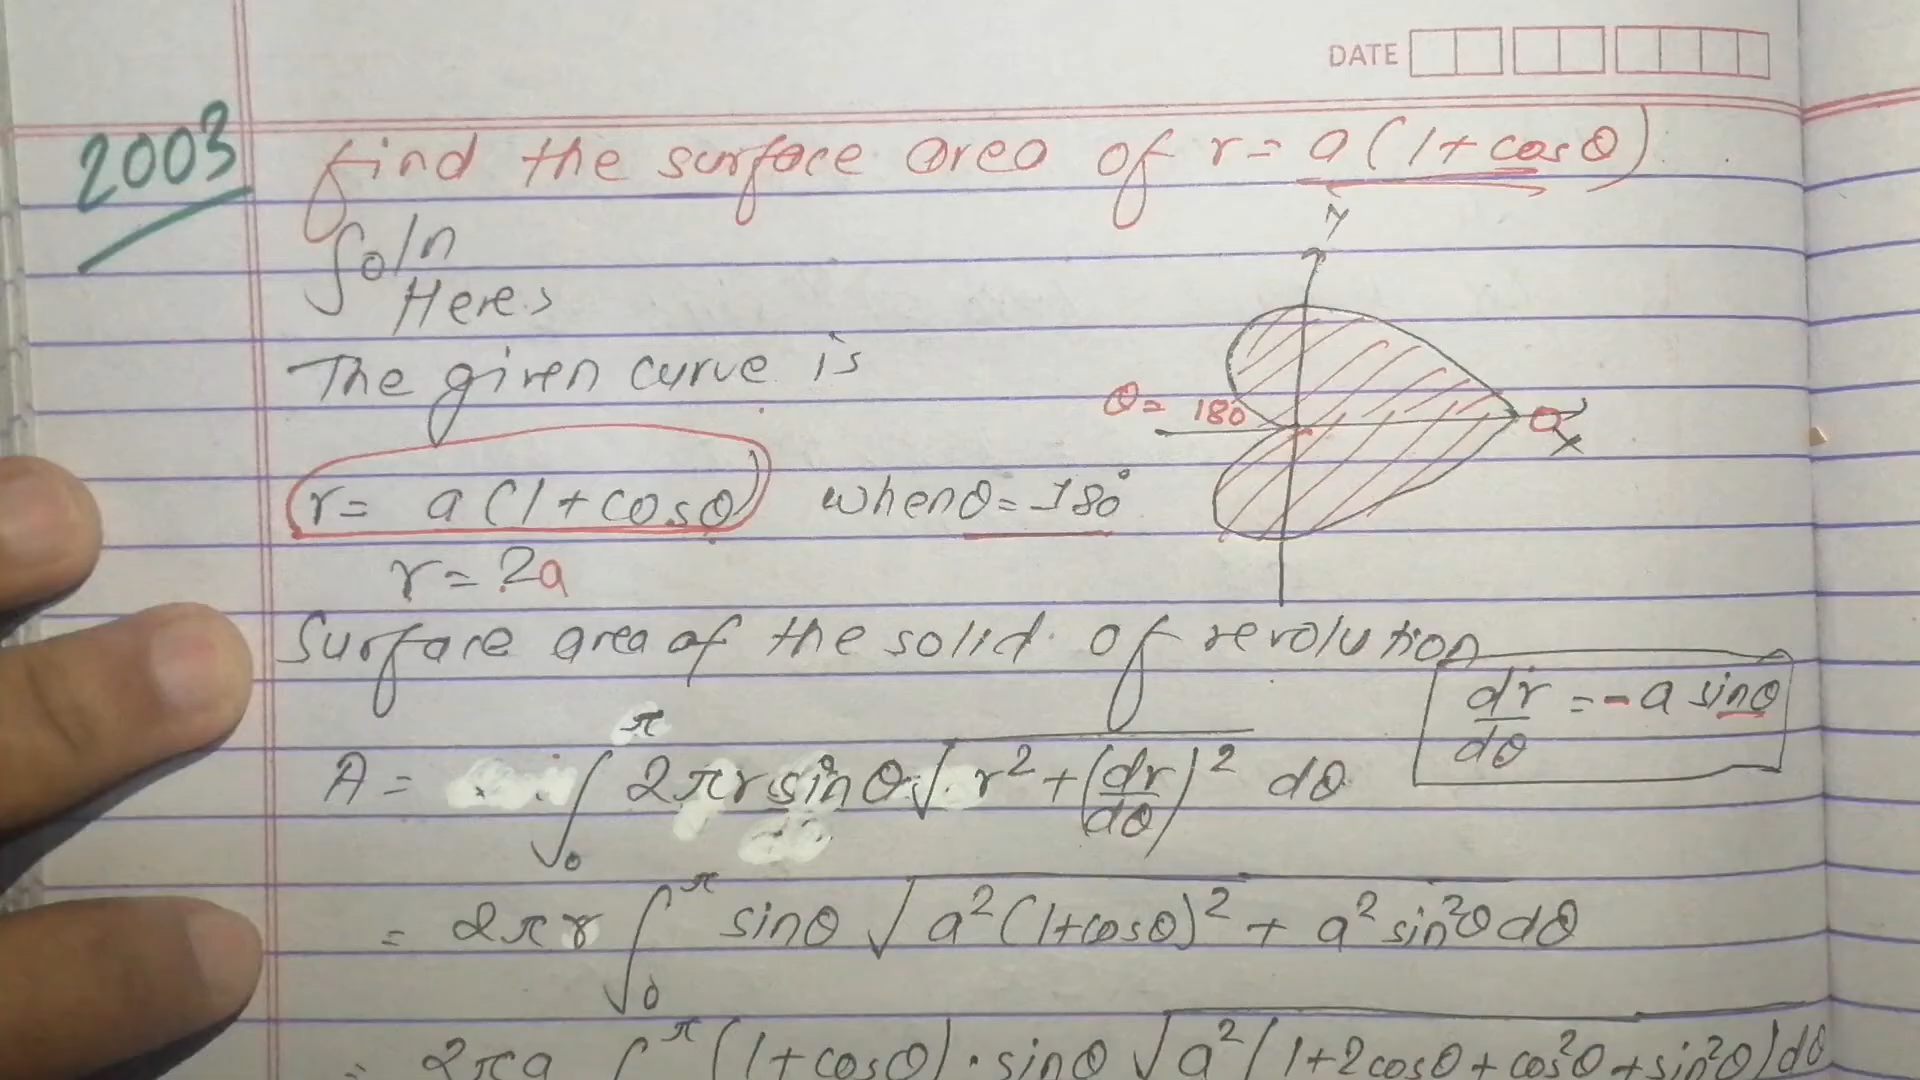 DATE
2003
find the surface area of r= a(1+cosθ)
Soln
Here,
y
The given curve is
θ= 180
0
x
r= a(1+cosθ) when θ=180°
r=2a
Surface area of the solid of revolution
dr/dθ = -a sinθ
A = ∫₀^π 2πr sinθ.√(r²+(dr/dθ)²) dθ
= 2πr ∫₀^π sinθ √(a²(1+cosθ)²+ a² sin²θ dθ
= 2πa ∫^π (1+cosθ).sinθ √(a²(1+2cosθ+cos²θ+sin²θ)dθ